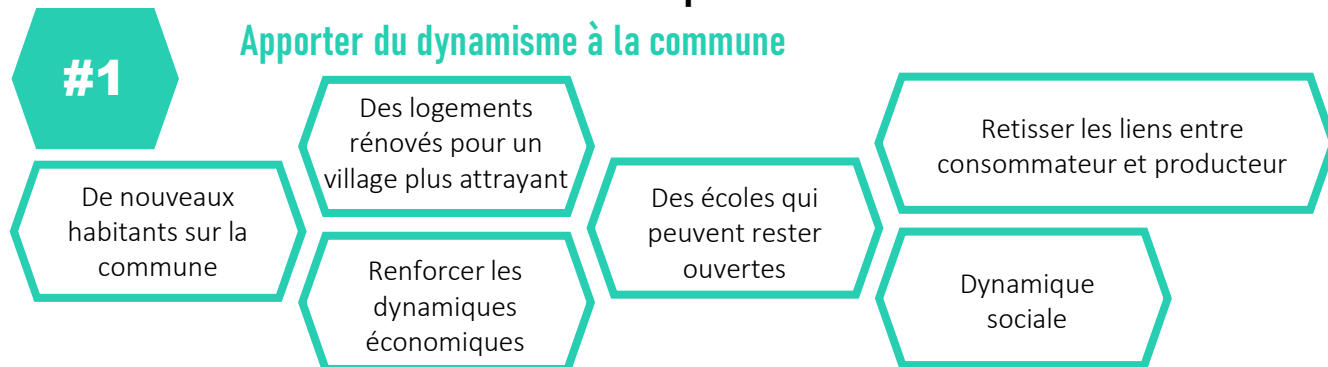 #1
Apporter du dynamisme à la commune
De nouveaux
habitants sur la
commune
Des logements
rénovés pour un
village plus attrayant
Renforcer les
dynamiques
économiques
Des écoles qui
peuvent rester
ouvertes
Retisser les liens entre
consommateur et producteur
Dynamique
sociale